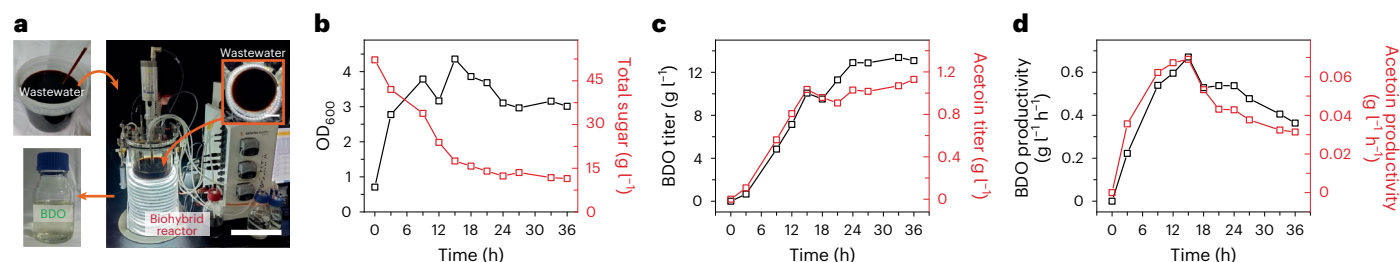 a
Wastewater
Wastewater
BDO
Biohybrid
reactor
b
OD600
4
3
2
1
0
45
30
15
0
Total sugar (g l−1)
0 6 12 18 24 30 36
Time (h)
c
BDO titer (g l−1)
12
8
4
0
1.2
0.8
0.4
0
Acetoin titer (g l−1)
0 6 12 18 24 30 36
Time (h)
d
BDO productivity
(g l−1 h−1)
0.6
0.4
0.2
0
0.06
0.04
0.02
0
Acetoin productivity
(g l−1 h−1)
0 6 12 18 24 30 36
Time (h)